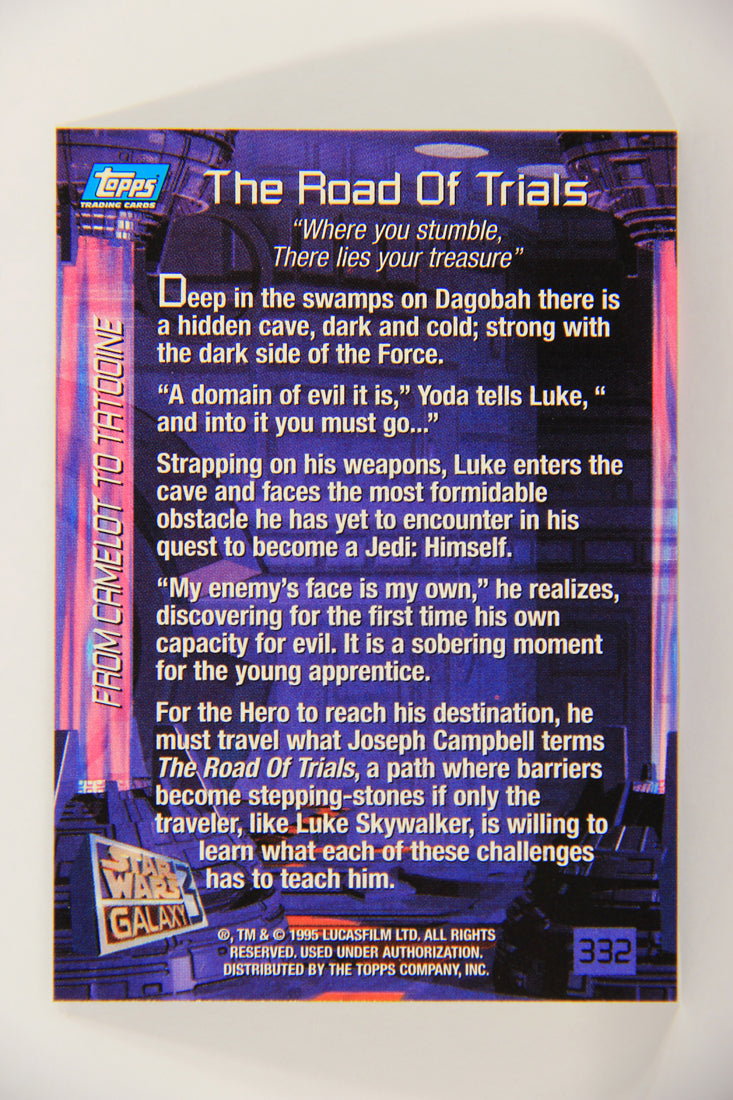 topps
TRADING CARDS
The Road Of Trials
“Where you stumble,
There lies your treasure”
Deep in the swamps on Dagobah there is
a hidden cave, dark and cold; strong with
the dark side of the Force.
“A domain of evil it is,” Yoda tells Luke, “
and into it you must go...”
Strapping on his weapons, Luke enters the
cave and faces the most formidable
obstacle he has yet to encounter in his
quest to become a Jedi: Himself.
“My enemy’s face is my own,” he realizes,
discovering for the first time his own
capacity for evil. It is a sobering moment
for the young apprentice.
For the Hero to reach his destination, he
must travel what Joseph Campbell terms
The Road Of Trials, a path where barriers
become stepping-stones if only the
traveler, like Luke Skywalker, is willing to
learn what each of these challenges
has to teach him.
FROM CAMELOT TO TATOOINE
STAR
WARS 3
GALAXY
®, TM & © 1995 LUCASFILM LTD. ALL RIGHTS
RESERVED. USED UNDER AUTHORIZATION.
DISTRIBUTED BY THE TOPPS COMPANY, INC.
332